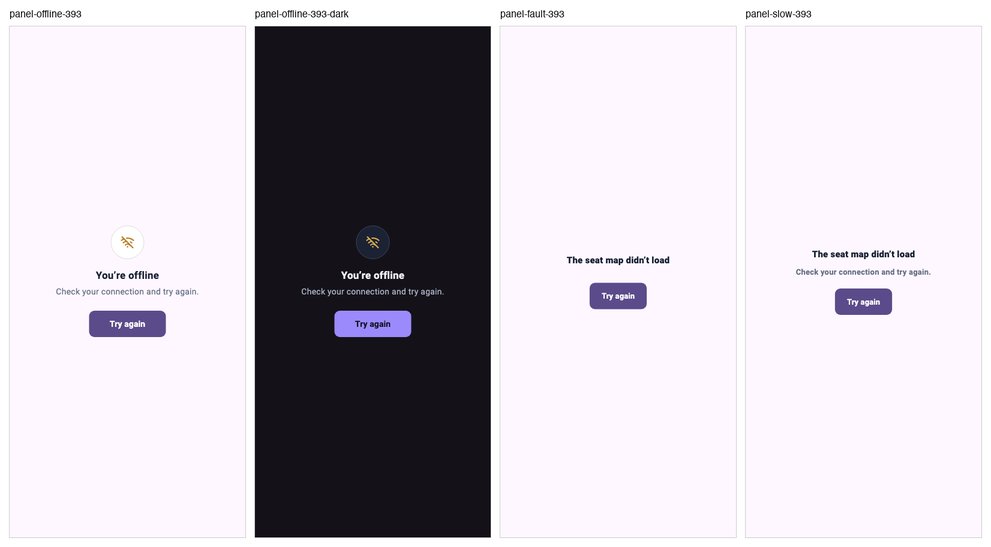 panel-offline-393
You're offline
Check your connection and try again.
Try again
panel-offline-393-dark
You're offline
Check your connection and try again.
Try again
panel-fault-393
The seat map didn't load
Try again
panel-slow-393
The seat map didn't load
Check your connection and try again.
Try again